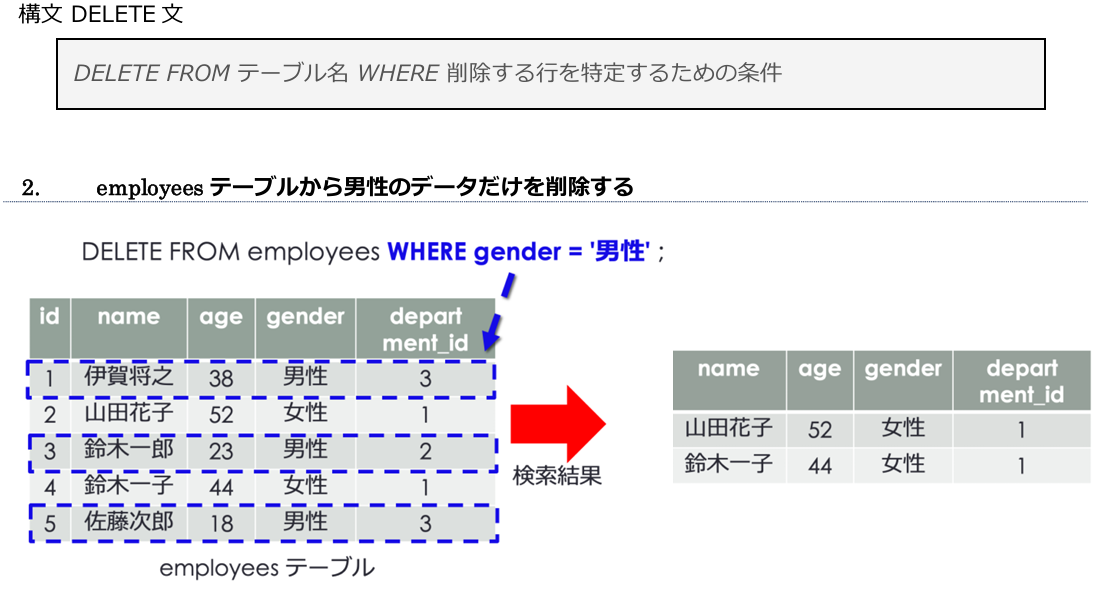 構文 DELETE 文
DELETE FROM テーブル名 WHERE 削除する行を特定するための条件
2. employees テーブルから男性のデータだけを削除する
DELETE FROM employees WHERE gender = '男性' ;
id name age gender depart
ment_id
1 伊賀将之 38 男性 3
2 山田花子 52 女性 1
3 鈴木一郎 23 男性 2
4 鈴木一子 44 女性 1
5 佐藤次郎 18 男性 3
employees テーブル
検索結果
name age gender depart
ment_id
山田花子 52 女性 1
鈴木一子 44 女性 1